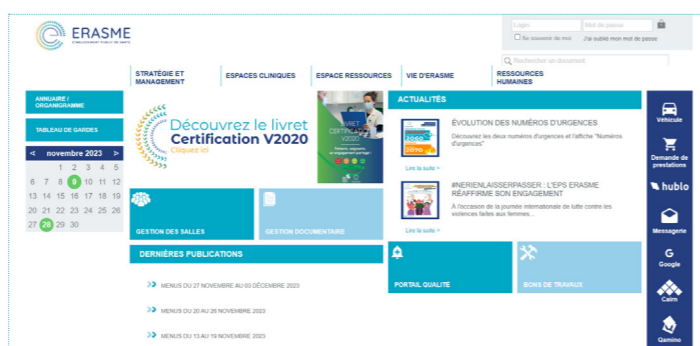 ERASME
ETABLISSEMENT PUBLIC DE SANTÉ
Login
Mot de passe
Se souvenir de moi
J'ai oublié mon mot de passe
Rechercher un document
STRATÉGIE ET
MANAGEMENT
ESPACES CLINIQUES
ESPACE RESSOURCES
VIE D'ERASME
RESSOURCES
HUMAINES
ANNUAIRE /
ORGANIGRAMME
TABLEAU DE GARDES
< novembre 2023 >
1 2 3 4 5
6 7 8 9 10 11 12
13 14 15 16 17 18 19
20 21 22 23 24 25 26
27 28 29 30
Découvrez le livret
Certification V2020
Cliquez ici
LIVRET
CERTIFICATION
V2020
GESTION DES SALLES
GESTION DOCUMENTAIRE
DERNIÈRES PUBLICATIONS
MENUS DU 27 NOVEMBRE AU 03 DÉCEMBRE 2023
MENUS DU 20 AU 26 NOVEMBRE 2023
MENUS DU 13 AU 19 NOVEMBRE 2023
ACTUALITÉS
ÉVOLUTION DES NUMÉROS D'URGENCES
Découvrez les deux numéros d'urgences et l'affiche "Numéros
d'urgences"
Lire la suite >
#NERIENLAISSERPASSER : L'EPS ERASME
RÉAFFIRME SON ENGAGEMENT
À l'occasion de la journée internationale de lutte contre les
violences faites aux femmes...
Lire la suite >
PORTAIL QUALITÉ
BONS DE TRAVAUX
Véhicule
Demande de
prestations
hublo
Messagerie
G
Google
Cairn
Qamino